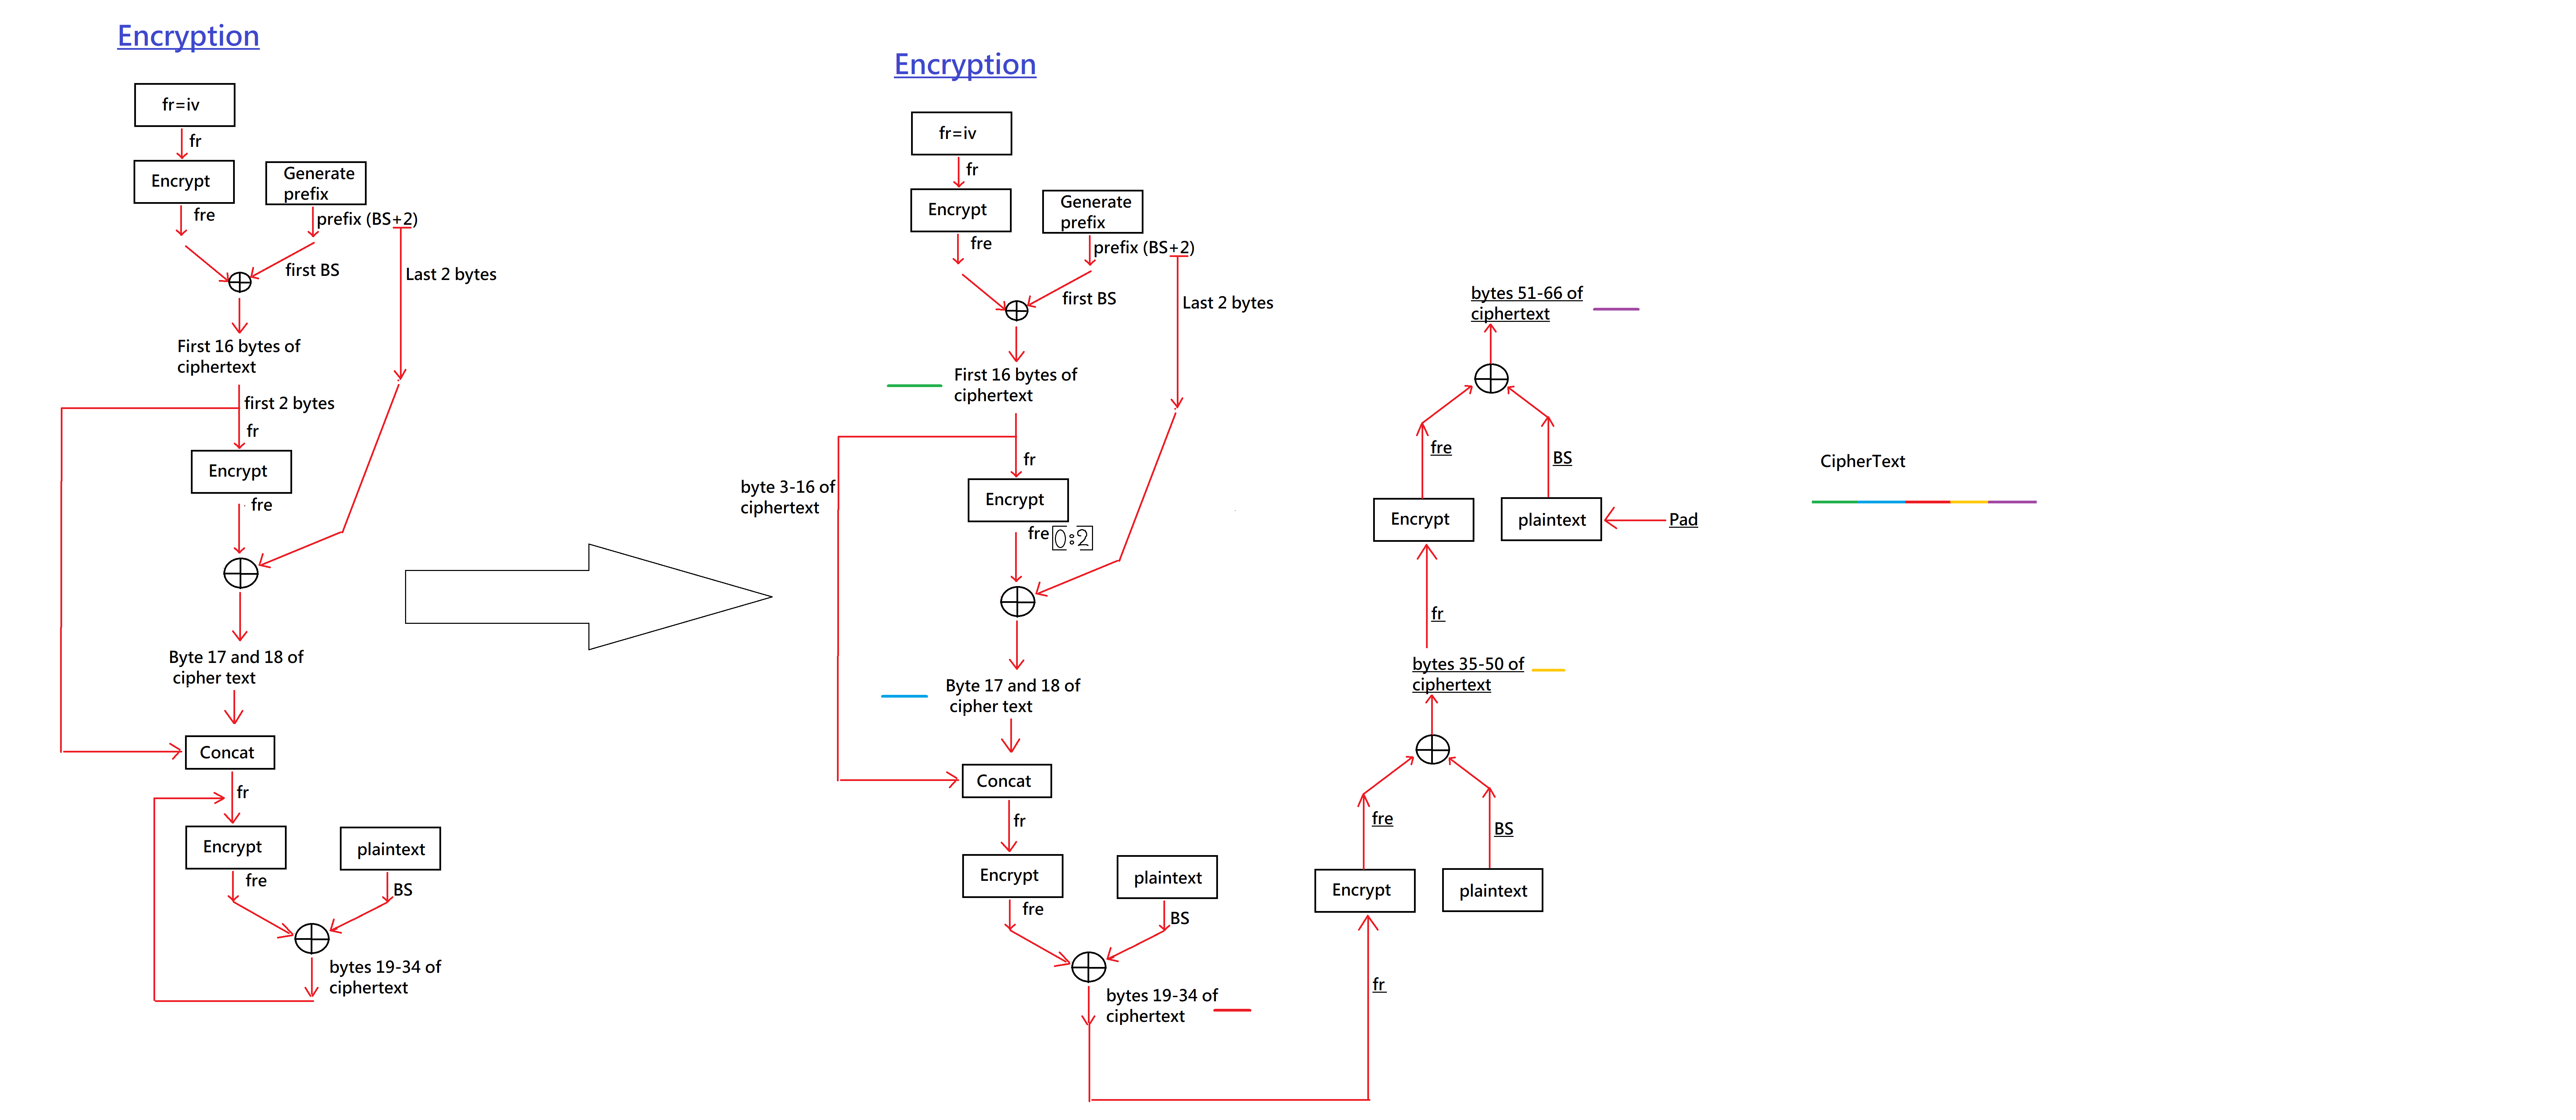 Encryption
fr=iv
fr
Encrypt
Generate
prefix
fre
prefix (BS+2)
first BS
Last 2 bytes
First 16 bytes of
ciphertext
first 2 bytes
fr
Encrypt
fre
Byte 17 and 18 of
cipher text
Concat
fr
Encrypt
plaintext
fre
BS
bytes 19-34 of
ciphertext
Encryption
fr=iv
fr
Encrypt
Generate
prefix
fre
prefix (BS+2)
first BS
Last 2 bytes
First 16 bytes of
ciphertext
fr
byte 3-16 of
ciphertext
Encrypt
fre[0:2]
Byte 17 and 18 of
cipher text
Concat
fr
Encrypt
plaintext
fre
BS
bytes 19-34 of
ciphertext
bytes 51-66 of
ciphertext
fre
BS
Encrypt
plaintext
Pad
fr
bytes 35-50 of
ciphertext
fre
BS
Encrypt
plaintext
fr
CipherText